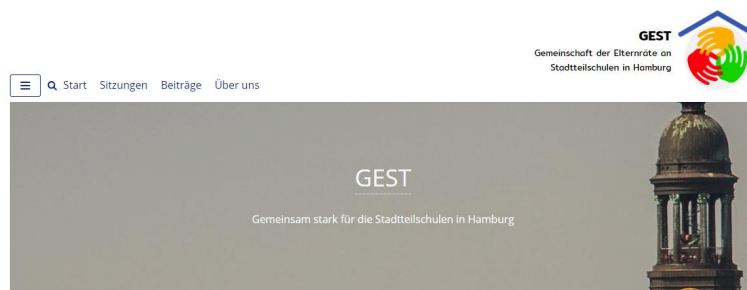 GEST
Gemeinschaft der Elternräte an
Stadtteilschulen in Hamburg
Start Sitzungen Beiträge Über uns
GEST
Gemeinsam stark für die Stadtteilschulen in Hamburg